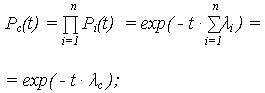 P_c(t) = ∏_{i=1}^{n} P_i(t) = exp( - t · ∑_{i=1}^{n} λ_i ) =
= exp( - t · λ_c );